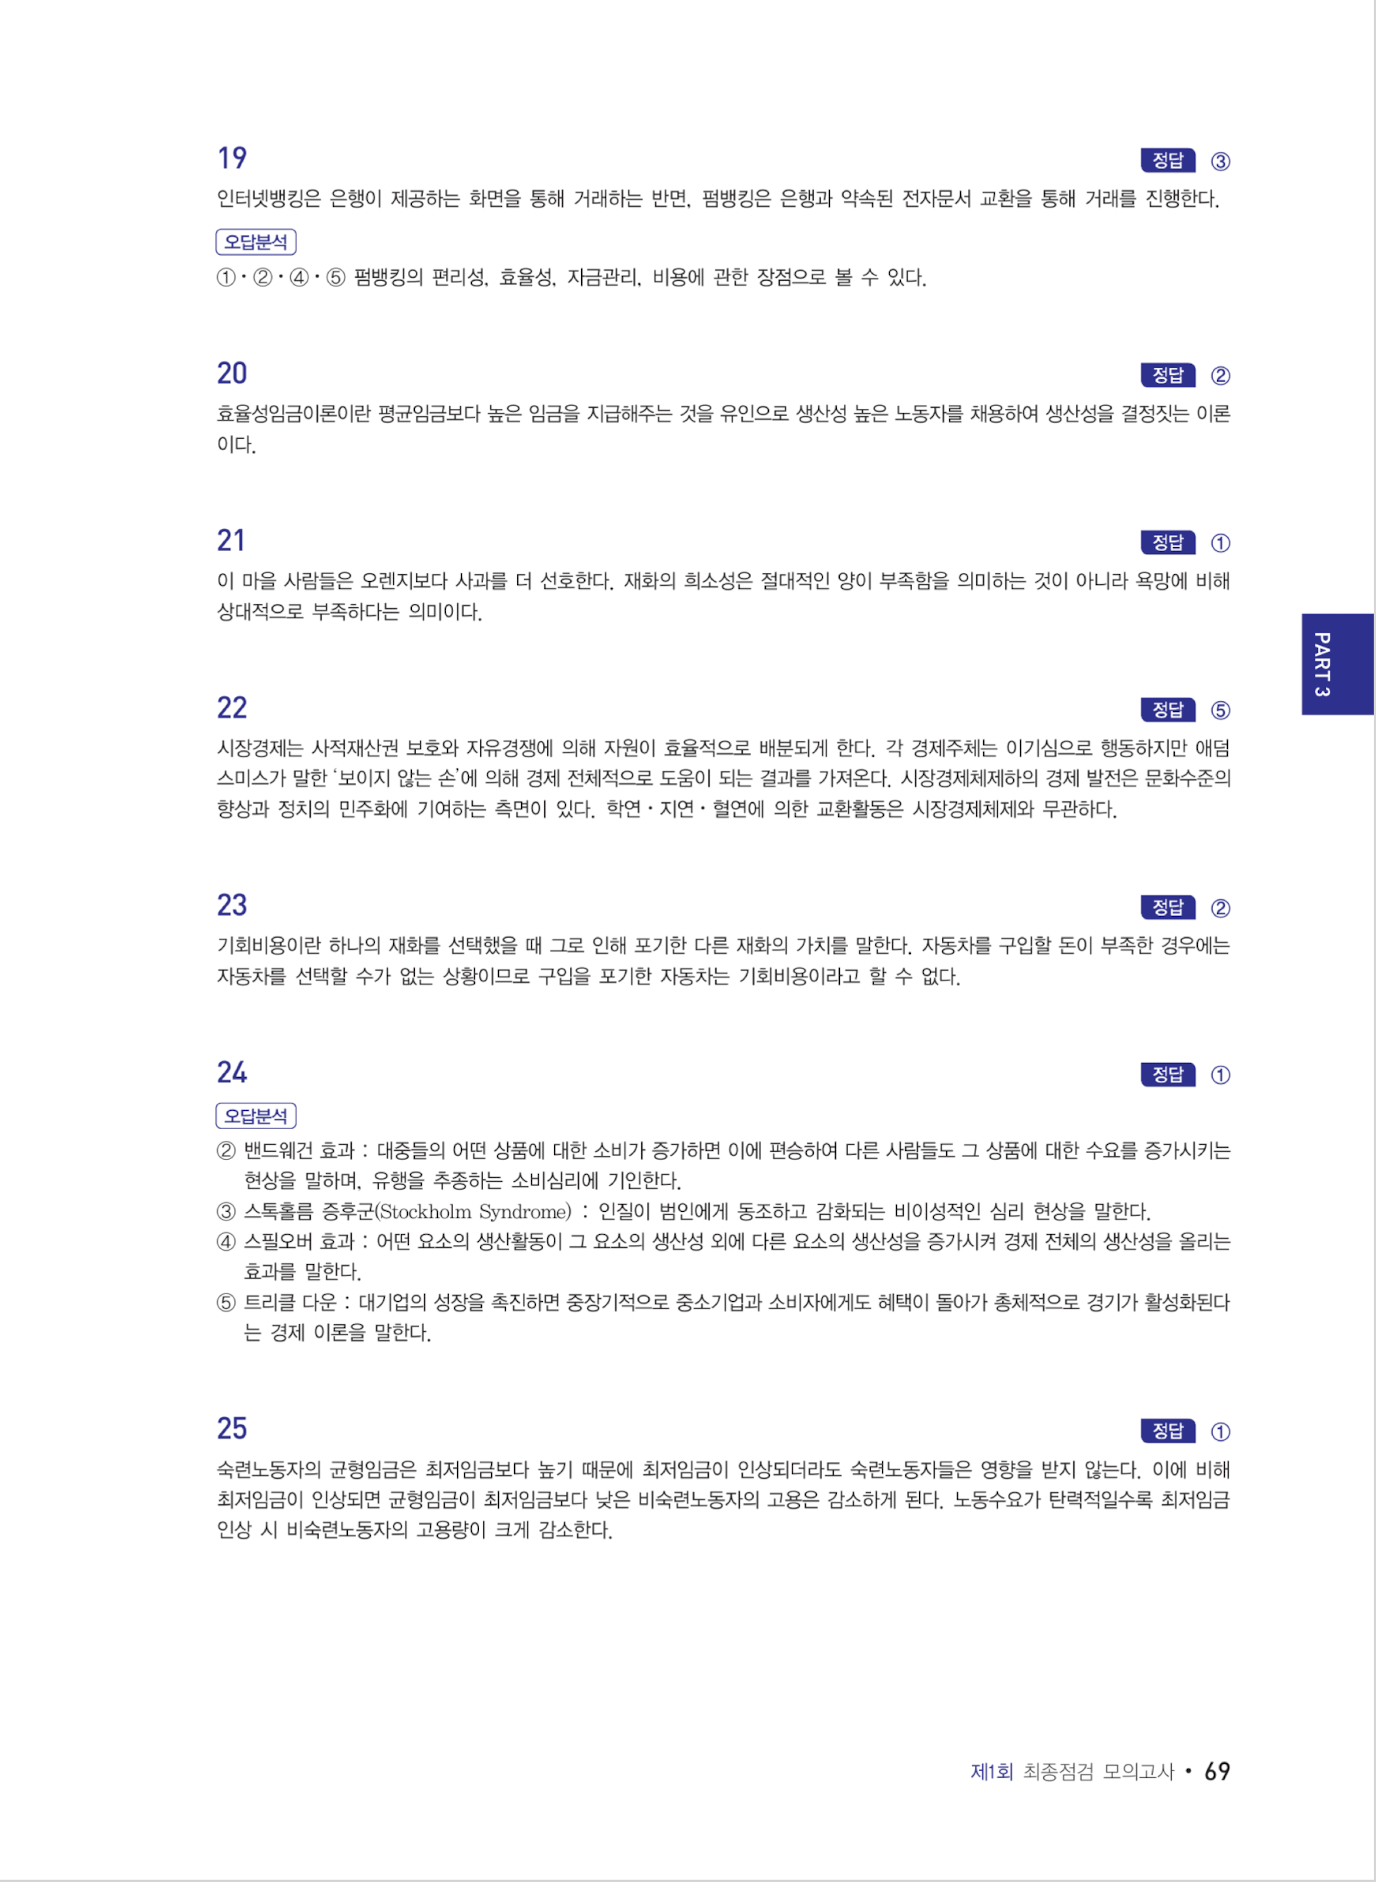 19
정답 ③
인터넷뱅킹은 은행이 제공하는 화면을 통해 거래하는 반면, 펌뱅킹은 은행과 약속된 전자문서 교환을 통해 거래를 진행한다.
오답분석
①·②·④·⑤ 펌뱅킹의 편리성, 효율성, 자금관리, 비용에 관한 장점으로 볼 수 있다.
20
정답 ②
효율성임금이론이란 평균임금보다 높은 임금을 지급해주는 것을 유인으로 생산성 높은 노동자를 채용하여 생산성을 결정짓는 이론
이다.
21
정답 ①
이 마을 사람들은 오렌지보다 사과를 더 선호한다. 재화의 희소성은 절대적인 양이 부족함을 의미하는 것이 아니라 욕망에 비해
상대적으로 부족하다는 의미이다.
PART 3
22
정답 ⑤
시장경제는 사적재산권 보호와 자유경쟁에 의해 자원이 효율적으로 배분되게 한다. 각 경제주체는 이기심으로 행동하지만 애덤
스미스가 말한 ‘보이지 않는 손’에 의해 경제 전체적으로 도움이 되는 결과를 가져온다. 시장경제체제하의 경제 발전은 문화수준의
향상과 정치의 민주화에 기여하는 측면이 있다. 학연·지연·혈연에 의한 교환활동은 시장경제체제와 무관하다.
23
정답 ②
기회비용이란 하나의 재화를 선택했을 때 그로 인해 포기한 다른 재화의 가치를 말한다. 자동차를 구입할 돈이 부족한 경우에는
자동차를 선택할 수가 없는 상황이므로 구입을 포기한 자동차는 기회비용이라고 할 수 없다.
24
정답 ①
오답분석
② 밴드웨건 효과 : 대중들의 어떤 상품에 대한 소비가 증가하면 이에 편승하여 다른 사람들도 그 상품에 대한 수요를 증가시키는
현상을 말하며, 유행을 추종하는 소비심리에 기인한다.
③ 스톡홀름 증후군(Stockholm Syndrome) : 인질이 범인에게 동조하고 감화되는 비이성적인 심리 현상을 말한다.
④ 스필오버 효과 : 어떤 요소의 생산활동이 그 요소의 생산성 외에 다른 요소의 생산성을 증가시켜 경제 전체의 생산성을 올리는
효과를 말한다.
⑤ 트리클 다운 : 대기업의 성장을 촉진하면 중장기적으로 중소기업과 소비자에게도 혜택이 돌아가 총체적으로 경기가 활성화된다
는 경제 이론을 말한다.
25
정답 ①
숙련노동자의 균형임금은 최저임금보다 높기 때문에 최저임금이 인상되더라도 숙련노동자들은 영향을 받지 않는다. 이에 비해
최저임금이 인상되면 균형임금이 최저임금보다 낮은 비숙련노동자의 고용은 감소하게 된다. 노동수요가 탄력적일수록 최저임금
인상 시 비숙련노동자의 고용량이 크게 감소한다.
제1회 최종점검 모의고사 • 69